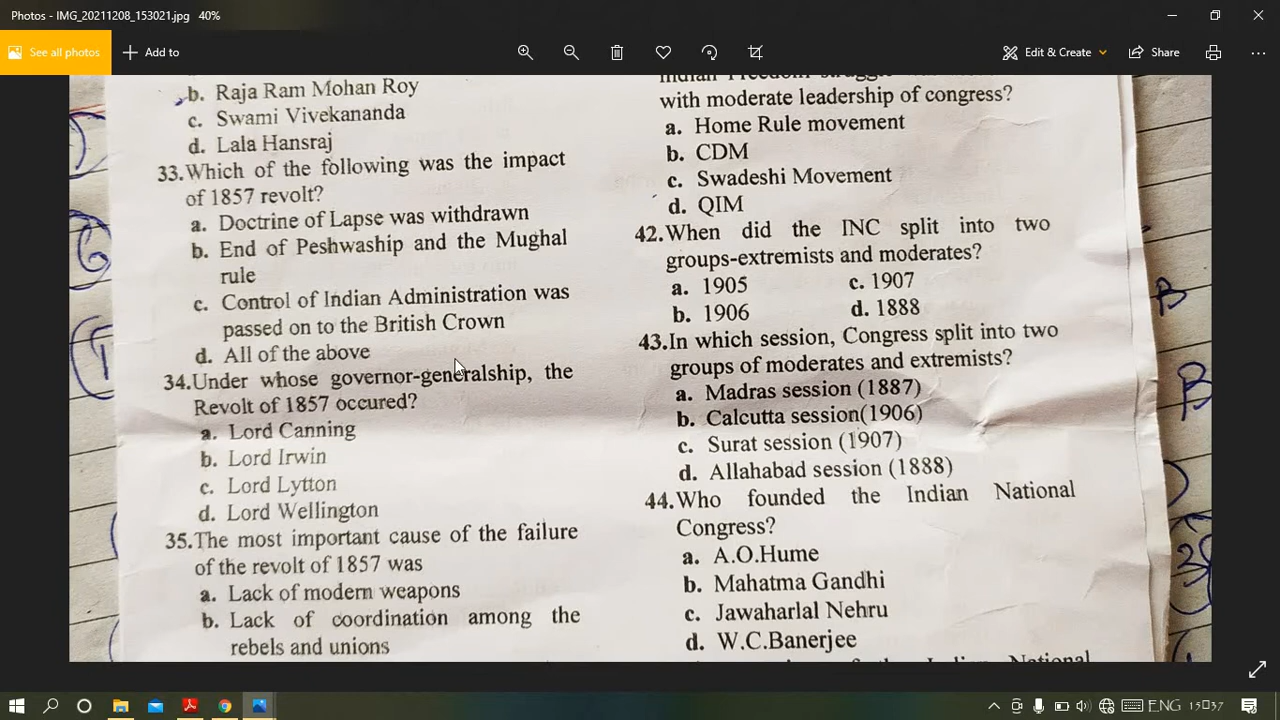 Photos - IMG_20211208_153021.jpg 40%
See all photos
Add to
Edit & Create
Share
b. Raja Ram Mohan Roy
c. Swami Vivekananda
d. Lala Hansraj
33.Which of the following was the impact
of 1857 revolt?
a. Doctrine of Lapse was withdrawn
b. End of Peshwaship and the Mughal
rule
c. Control of Indian Administration was
passed on to the British Crown
d. All of the above
34.Under whose governor-generalship, the
Revolt of 1857 occured?
a. Lord Canning
b. Lord Irwin
c. Lord Lytton
d. Lord Wellington
35.The most important cause of the failure
of the revolt of 1857 was
a. Lack of modern weapons
b. Lack of coordination among the
rebels and unions
Indian Freedom struggle
with moderate leadership of congress?
a. Home Rule movement
b. CDM
c. Swadeshi Movement
d. QIM
42.When did the INC split into two
groups-extremists and moderates?
a. 1905 c. 1907
b. 1906 d. 1888
43.In which session, Congress split into two
groups of moderates and extremists?
a. Madras session (1887)
b. Calcutta session(1906)
c. Surat session (1907)
d. Allahabad session (1888)
44.Who founded the Indian National
Congress?
a. A.O.Hume
b. Mahatma Gandhi
c. Jawaharlal Nehru
d. W.C.Banerjee
Indian National
B
B
ENG 15:37